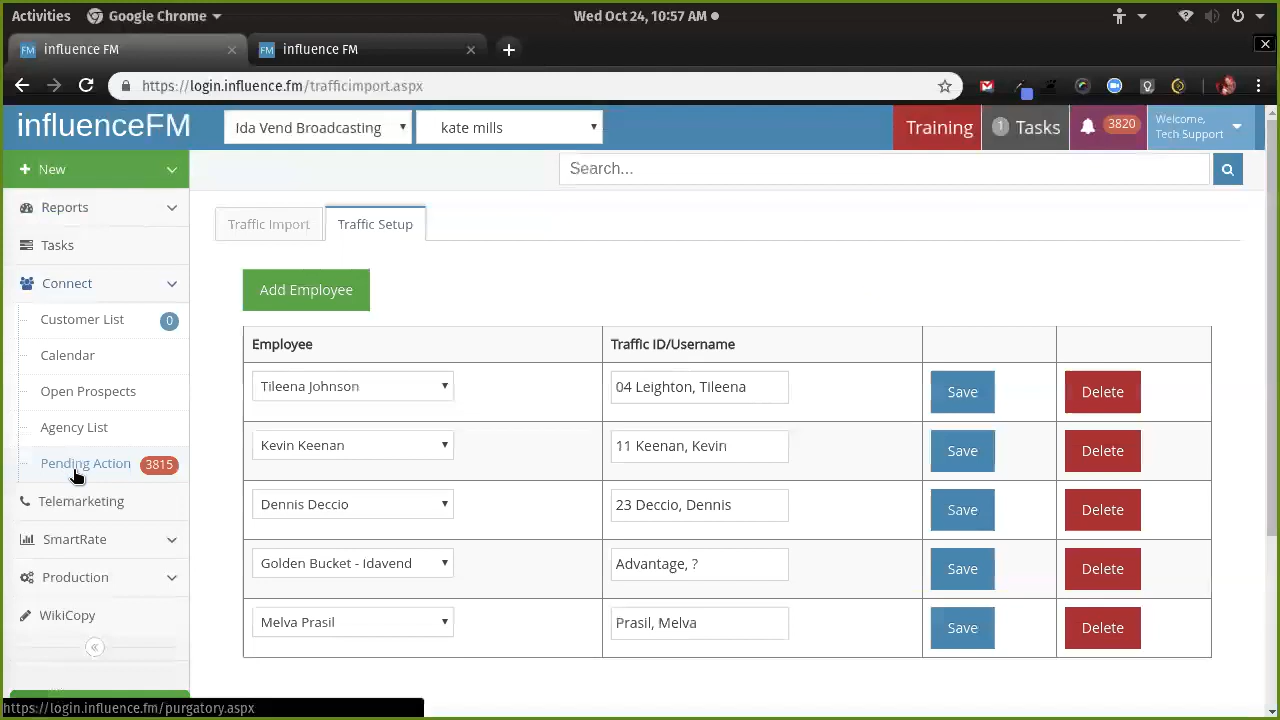 Activities Google Chrome Wed Oct 24, 10:57 AM
FM influence FM FM influence FM
https://login.influence.fm/trafficimport.aspx
influenceFM Ida Vend Broadcasting kate mills Training 1 Tasks 3820 Welcome, Tech Support
New Search...
Reports
Traffic Import Traffic Setup
Tasks
Connect Add Employee
Customer List 0
Employee Traffic ID/Username
Calendar
Tileena Johnson 04 Leighton, Tileena Save Delete
Open Prospects
Agency List
Kevin Keenan 11 Keenan, Kevin Save Delete
Pending Action 3815
Telemarketing
Dennis Deccio 23 Deccio, Dennis Save Delete
SmartRate
Golden Bucket - Idavend Advantage, ? Save Delete
Production
WikiCopy
Melva Prasil Prasil, Melva Save Delete
https://login.influence.fm/purgatory.aspx